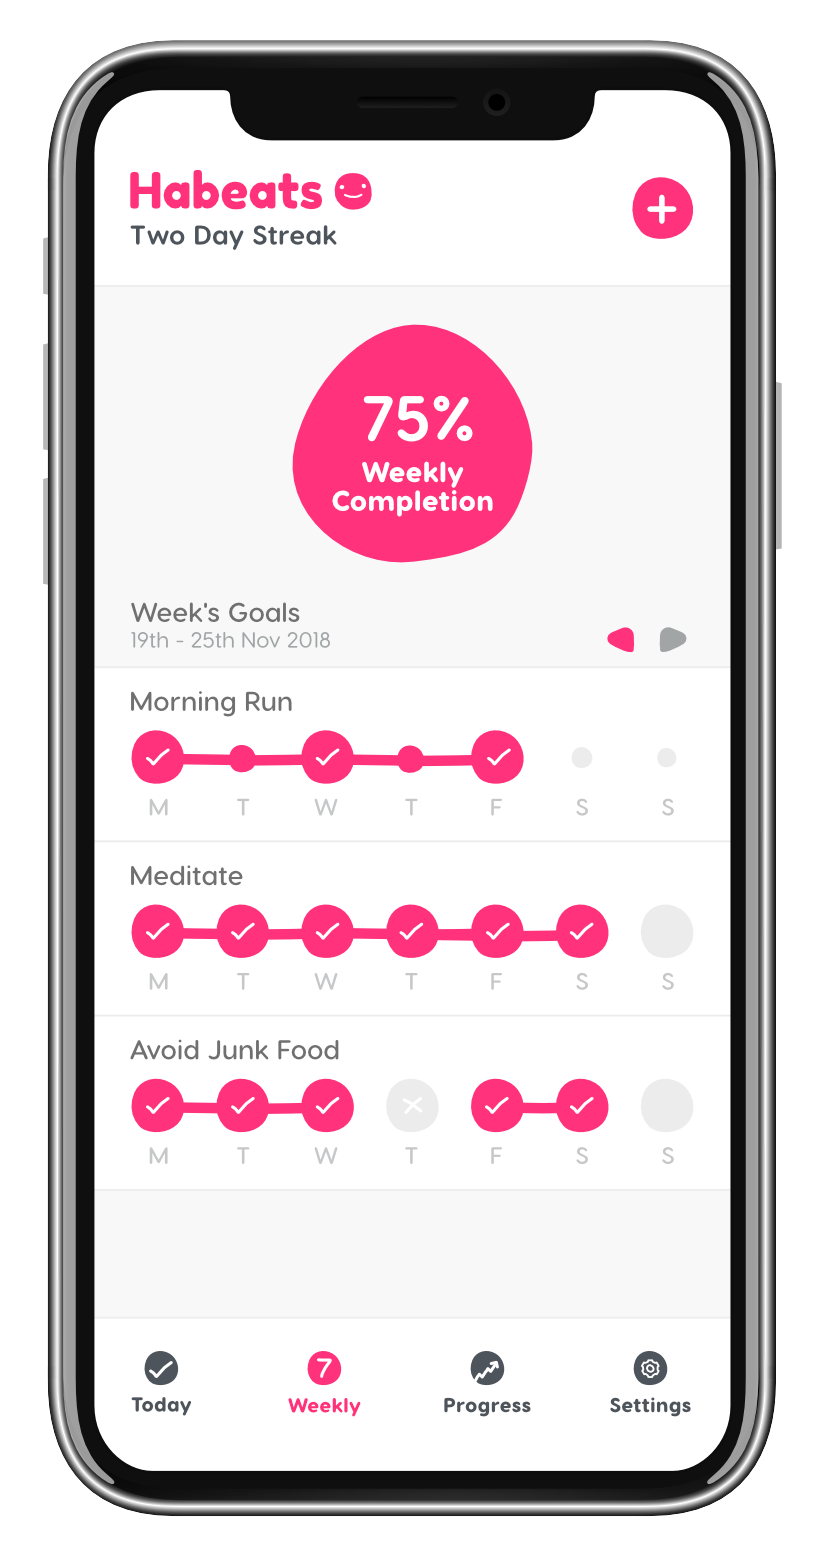 Habeats
Two Day Streak
75%
Weekly
Completion
Week's Goals
19th - 25th Nov 2018
Morning Run
M T W T F S S
Meditate
M T W T F S S
Avoid Junk Food
M T W T F S S
7
Today Weekly Progress Settings